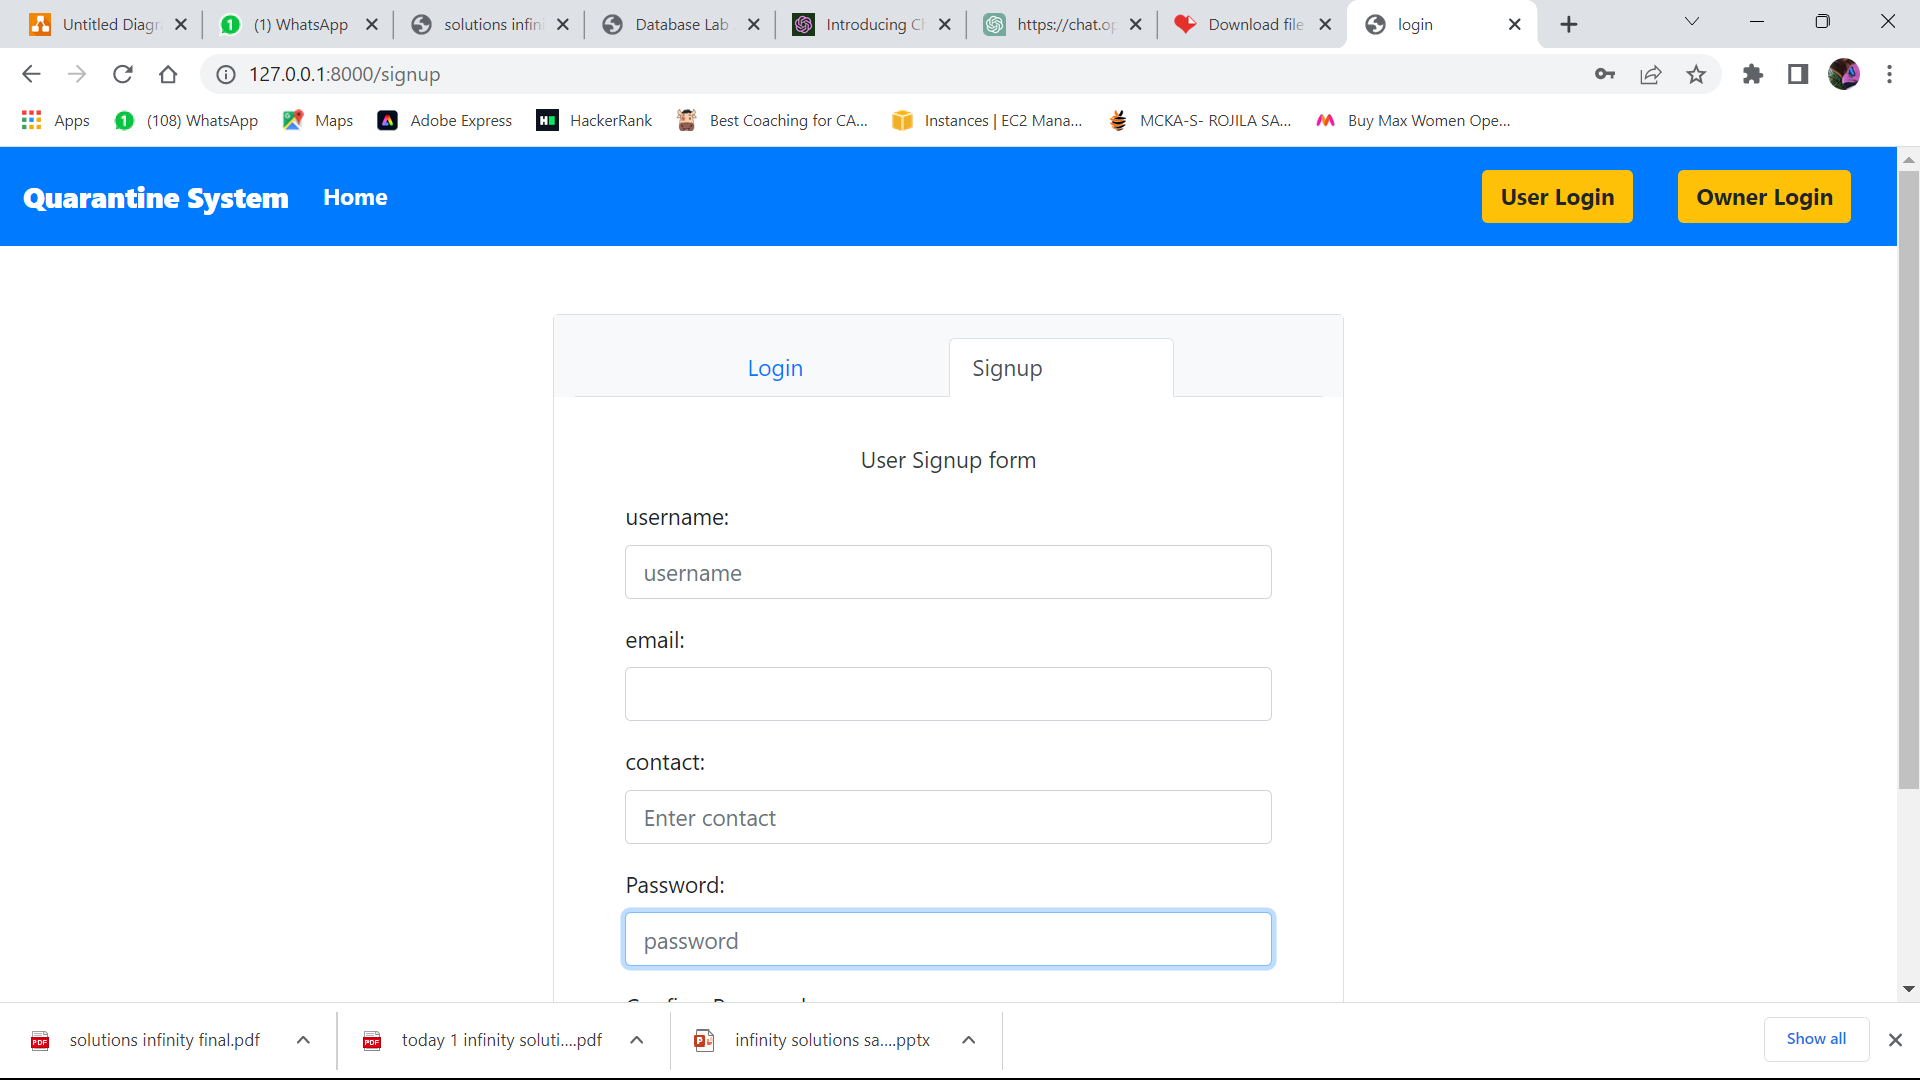 Untitled Diagr
(1) WhatsApp
solutions infini
Database Lab
Introducing Ch
https://chat.op
Download file
login
127.0.0.1:8000/signup
Apps
1
(108) WhatsApp
Maps
Adobe Express
HackerRank
Best Coaching for CA...
Instances | EC2 Mana...
MCKA-S- ROJILA SA...
Buy Max Women Ope...
Quarantine System
Home
User Login
Owner Login
Login
Signup
User Signup form
username:
username
email:
contact:
Enter contact
Password:
password
solutions infinity final.pdf
today 1 infinity soluti....pdf
infinity solutions sa....pptx
Show all